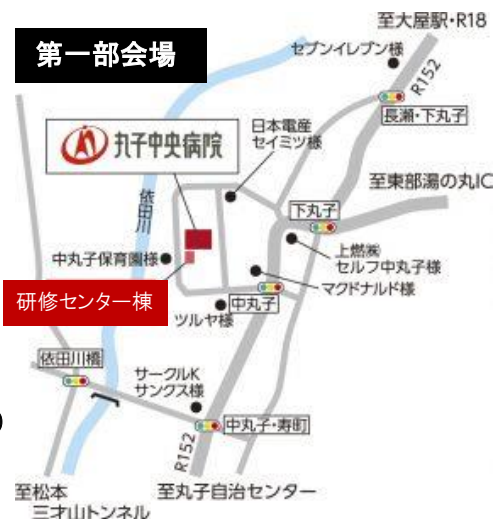 至大屋駅・R18
第一部会場
セブンイレブン様
R152
長瀬・下丸子
日本電産
セイミツ様
丸子中央病院
至東部湯の丸IC
依田川
下丸子
上燃㈱
セルフ中丸子様
中丸子保育園様
マクドナルド様
研修センター棟
中丸子
ツルヤ様
依田川橋
サークルK
サンクス様
)
中丸子・寿町
R152
至松本
三才山トンネル
至丸子自治センター